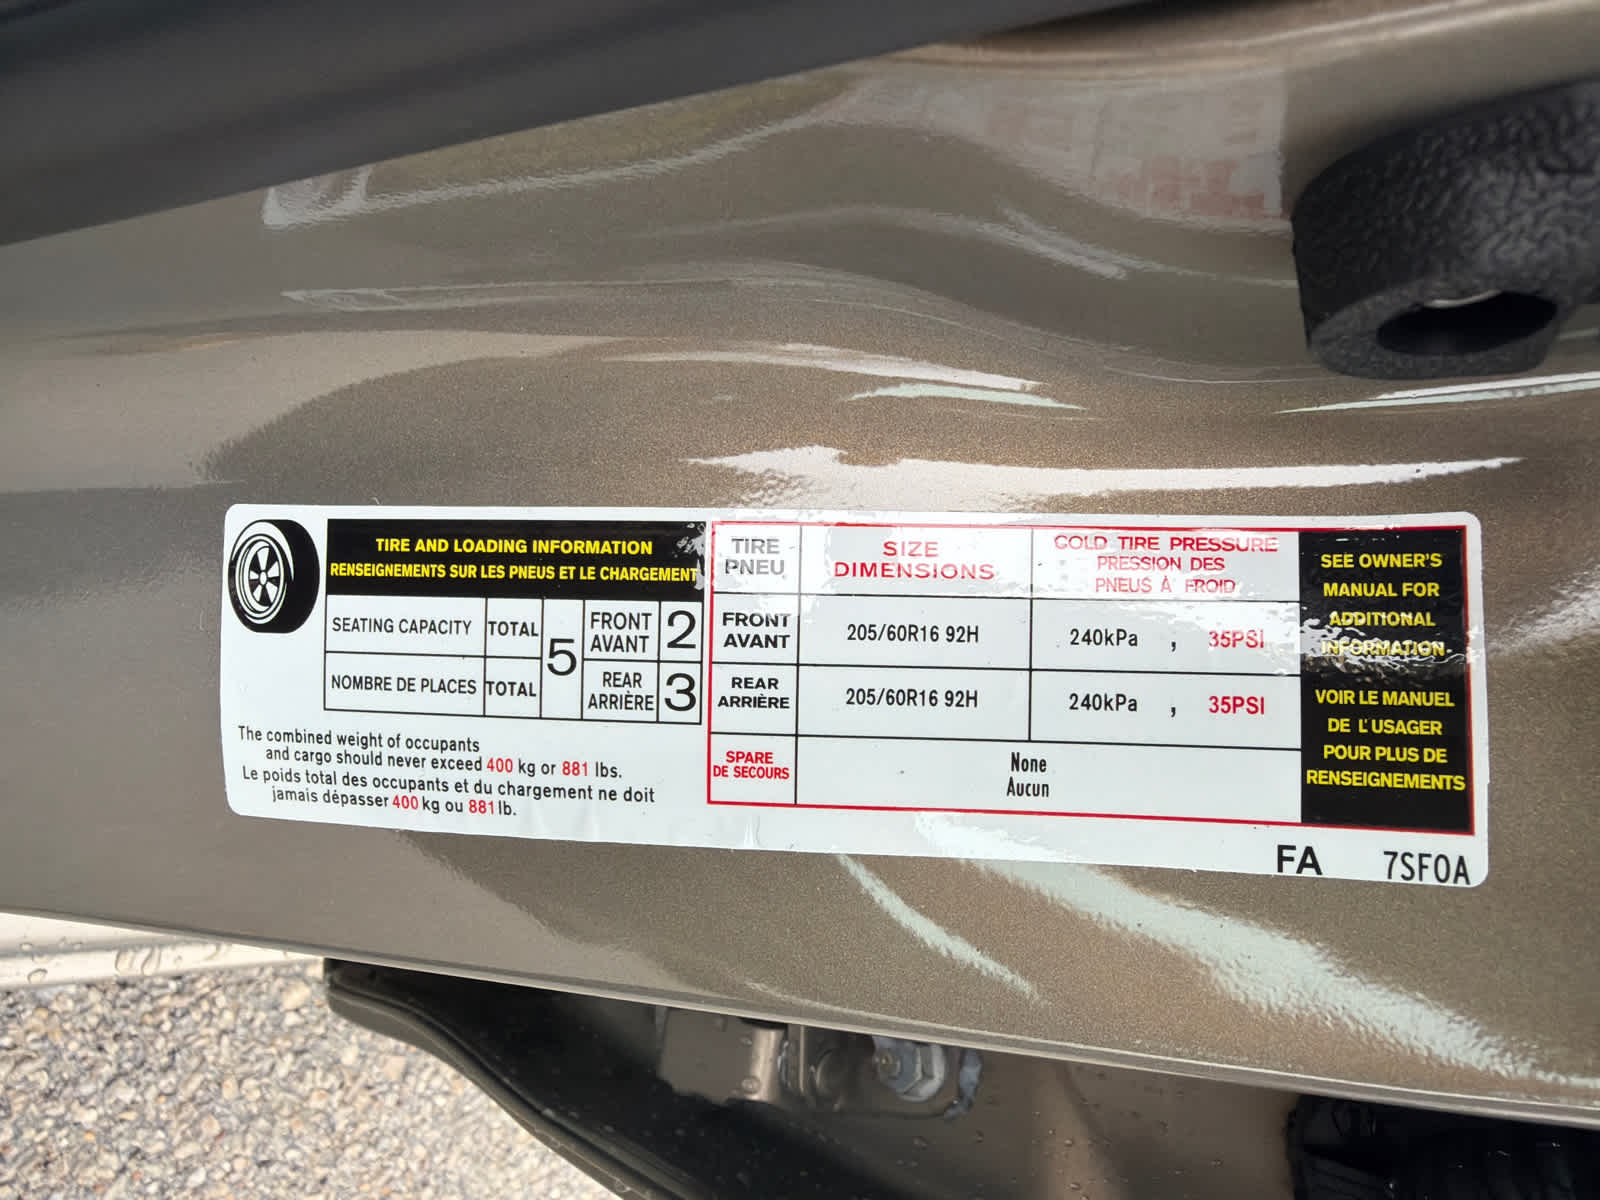 TIRE AND LOADING INFORMATION
RENSEIGNEMENTS SUR LES PNEUS ET LE CHARGEMENT
SEATING CAPACITY TOTAL
NOMBRE DE PLACES TOTAL
5
FRONT
AVANT
2
REAR
ARRIÈRE
3
The combined weight of occupants
and cargo should never exceed 400 kg or 881 lbs.
Le poids total des occupants et du chargement ne doit
jamais dépasser 400 kg ou 881 lb.
TIRE
PNEU
SIZE
DIMENSIONS
COLD TIRE PRESSURE
PRESSION DES
PNEUS À FROID
FRONT
AVANT
205/60R16 92H
240kPa , 35PSI
REAR
ARRIÈRE
205/60R16 92H
240kPa , 35PSI
SPARE
DE SECOURS
None
Aucun
SEE OWNER'S
MANUAL FOR
ADDITIONAL
INFORMATION
VOIR LE MANUEL
DE L'USAGER
POUR PLUS DE
RENSEIGNEMENTS
FA 7SF0A